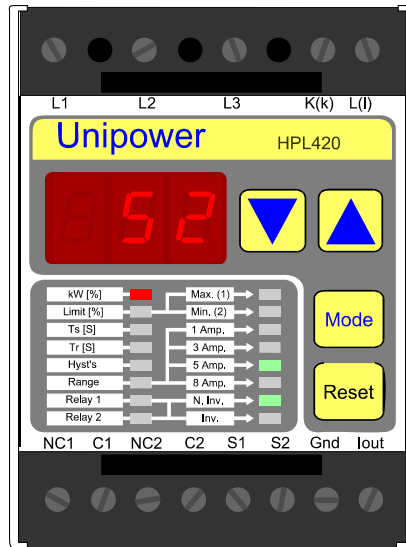 L1 L2 L3 K(k) L(l)
Unipower HPL420
52
kW [%] Max. (1)
Limit [%] Min. (2)
Ts [S] 1 Amp.
Tr [S] 3 Amp.
Hyst's 5 Amp.
Range 8 Amp.
Relay 1 N. Inv.
Relay 2 Inv.
Mode
Reset
NC1 C1 NC2 C2 S1 S2 Gnd Iout